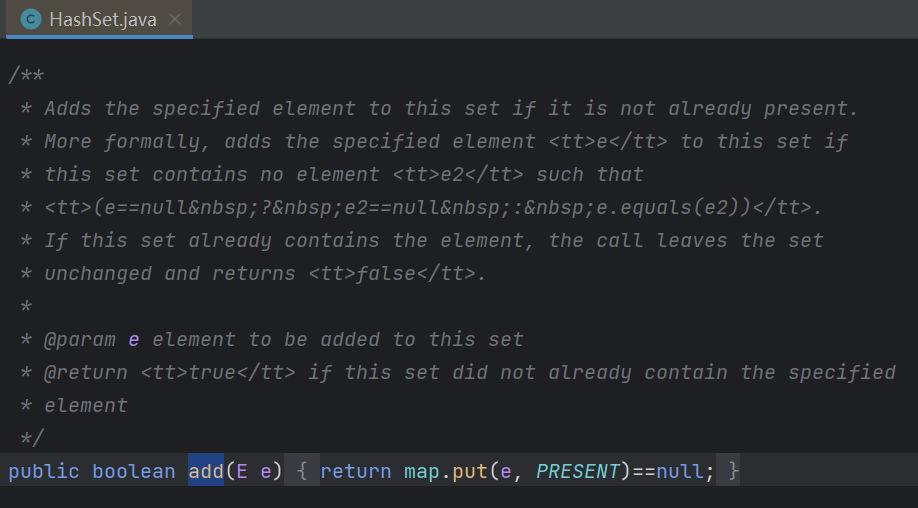 HashSet.java
/**
* Adds the specified element to this set if it is not already present.
* More formally, adds the specified element <tt>e</tt> to this set if
* this set contains no element <tt>e2</tt> such that
* <tt>(e==null&nbsp;?&nbsp;e2==null&nbsp;:&nbsp;e.equals(e2))</tt>.
* If this set already contains the element, the call leaves the set
* unchanged and returns <tt>false</tt>.
*
* @param e element to be added to this set
* @return <tt>true</tt> if this set did not already contain the specified
* element
*/
public boolean add(E e) { return map.put(e, PRESENT)==null; }